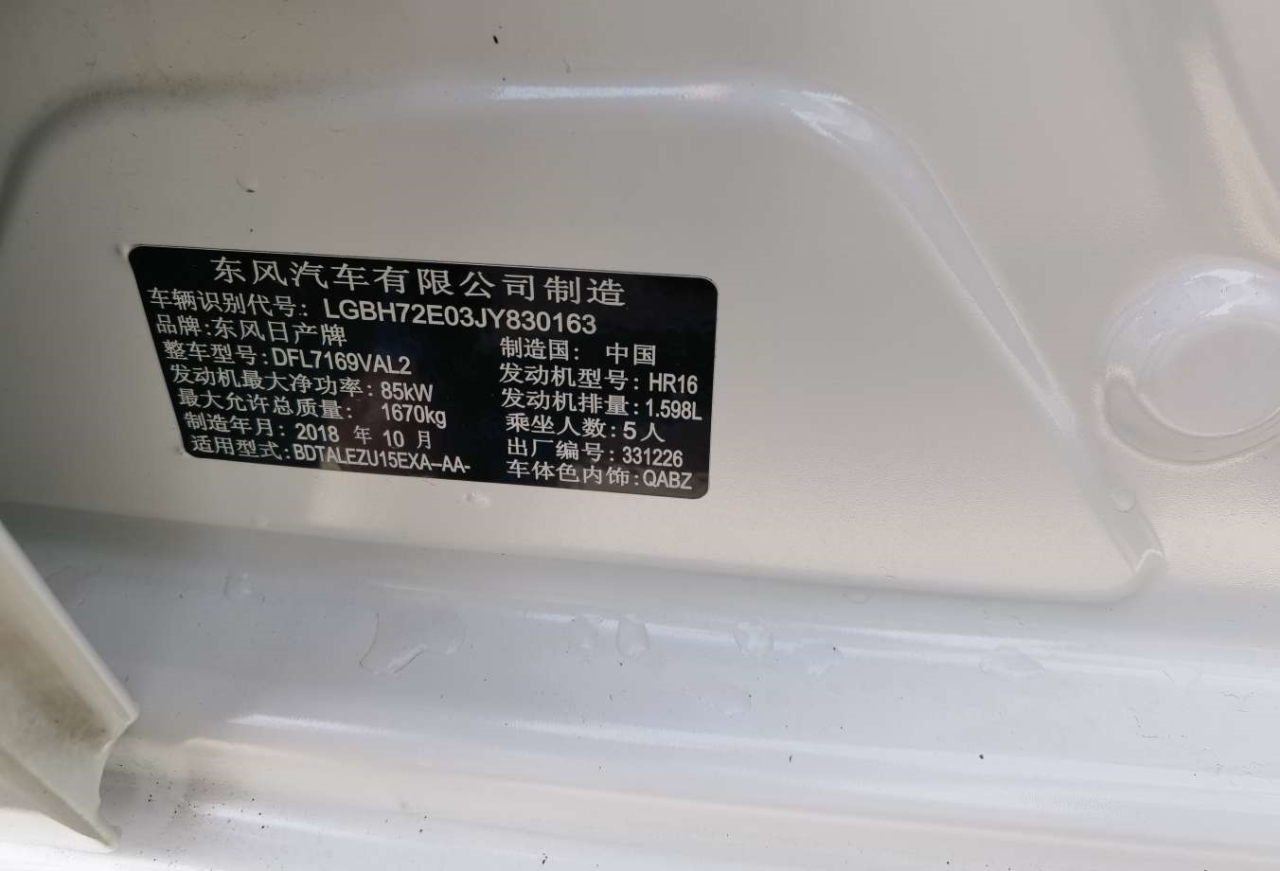 东风汽车有限公司制造
车辆识别代号: LGBH72E03JY830163
品牌:东风日产牌 制造国: 中国
整车型号:DFL7169VAL2 发动机型号:HR16
发动机最大净功率:85kW 发动机排量:1.598L
最大允许总质量: 1670kg 乘坐人数:5人
制造年月: 2018 年 10 月 出厂编号:331226
适用型式:BDTALEZU15EXA–AA- 车体色内饰:QABZ